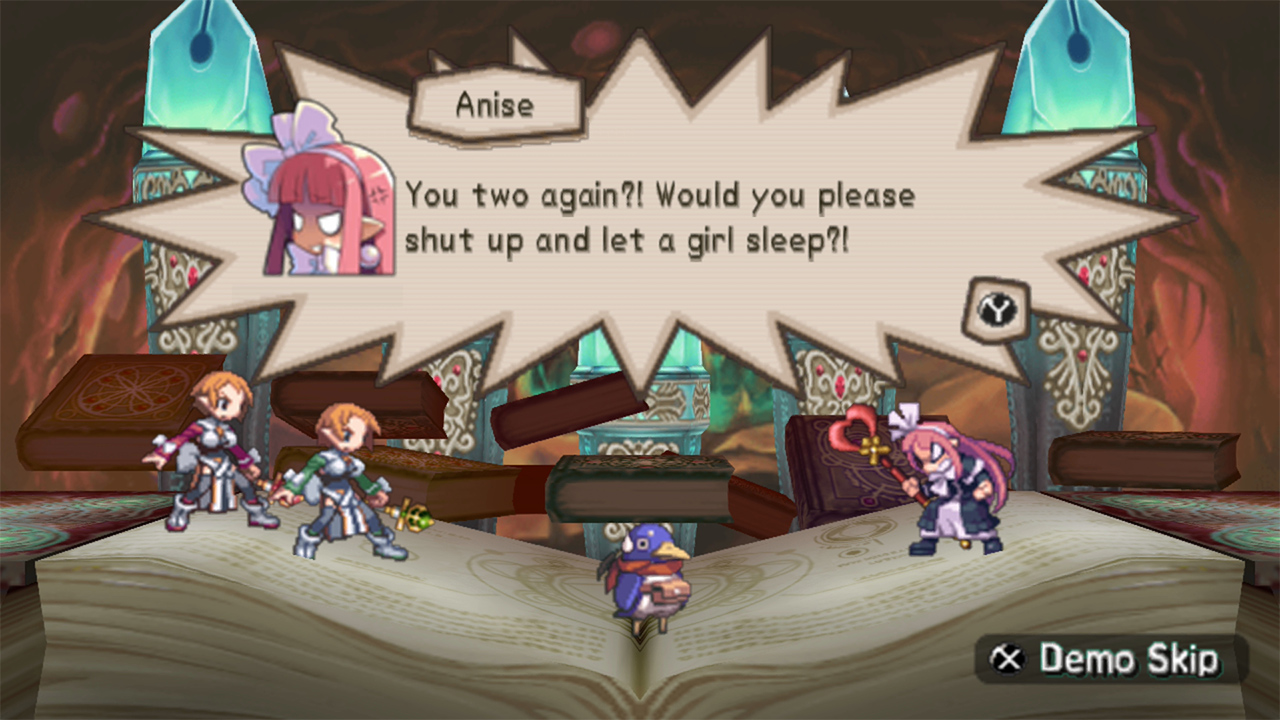 Anise
You two again?! Would you please
shut up and let a girl sleep?!
Y
X Demo Skip